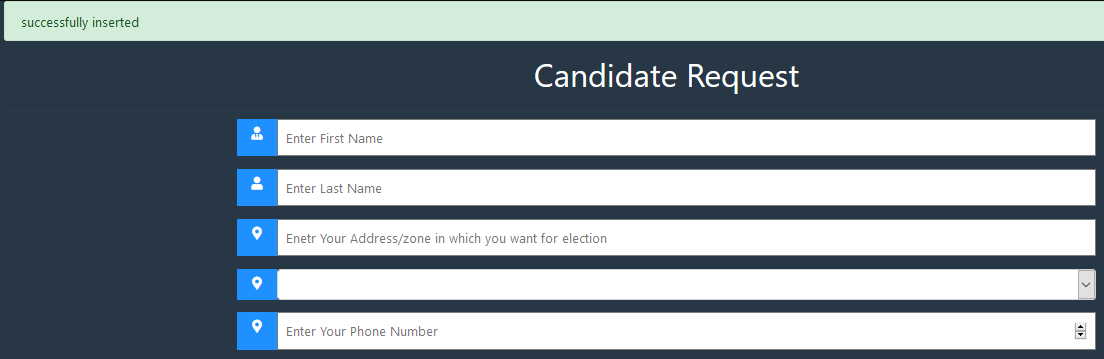 successfully inserted
Candidate Request
Enter First Name
Enter Last Name
Enetr Your Address/zone in which you want for election
Enter Your Phone Number